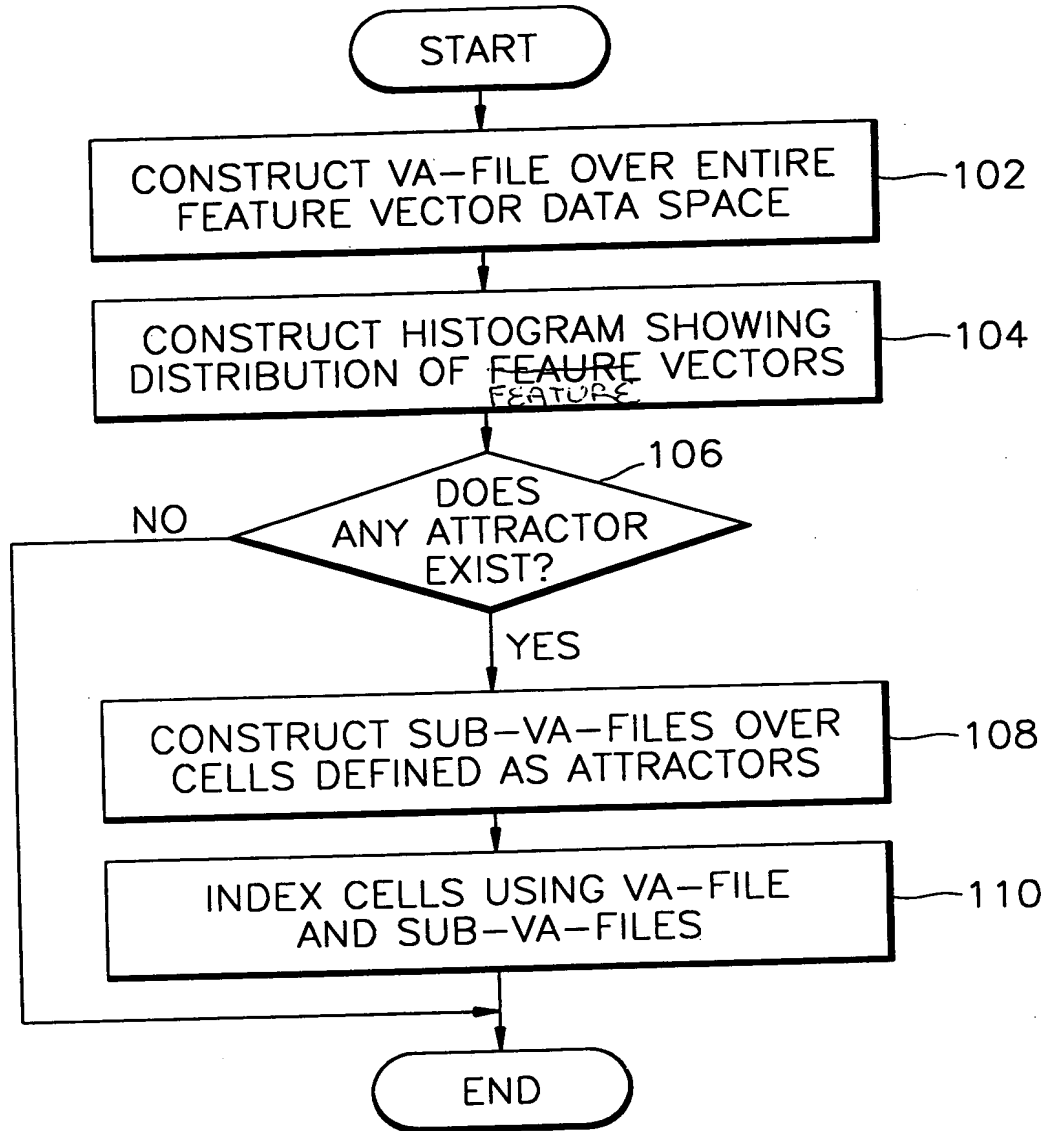 START
CONSTRUCT VA-FILE OVER ENTIRE
FEATURE VECTOR DATA SPACE
102
CONSTRUCT HISTOGRAM SHOWING
DISTRIBUTION OF FEAURE VECTORS
FEATURE
104
106
DOES
ANY ATTRACTOR
EXIST?
NO
YES
CONSTRUCT SUB-VA-FILES OVER
CELLS DEFINED AS ATTRACTORS
108
INDEX CELLS USING VA-FILE
AND SUB-VA-FILES
110
END